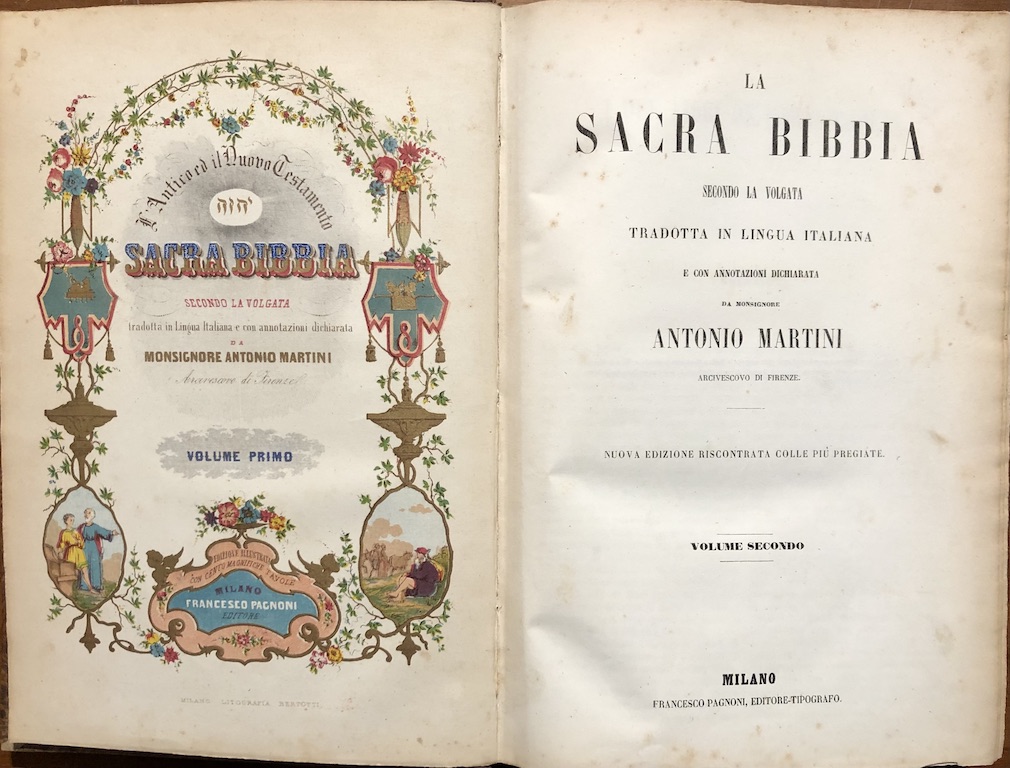 L'Antico ed il Nuovo Testamento
יהוה
SACRA BIBBIA
SECONDO LA VOLGATA
tradotta in Lingua Italiana e con annotazioni dichiarata
DA
MONSIGNORE ANTONIO MARTINI
Arcivescovo di Firenze
VOLUME PRIMO
EDIZIONE ILLUSTRATA
CON CENTO MAGNIFICHE TAVOLE
MILANO
FRANCESCO PAGNONI
EDITORE
MILANO LITOGRAFIA BERTOTTI
LA
SACRA BIBBIA
SECONDO LA VOLGATA
TRADOTTA IN LINGUA ITALIANA
E CON ANNOTAZIONI DICHIARATA
DA MONSIGNORE
ANTONIO MARTINI
ARCIVESCOVO DI FIRENZE.
NUOVA EDIZIONE RISCONTRATA COLLE PIÙ PREGIATE.
VOLUME SECONDO
MILANO
FRANCESCO PAGNONI, EDITORE-TIPOGRAFO.